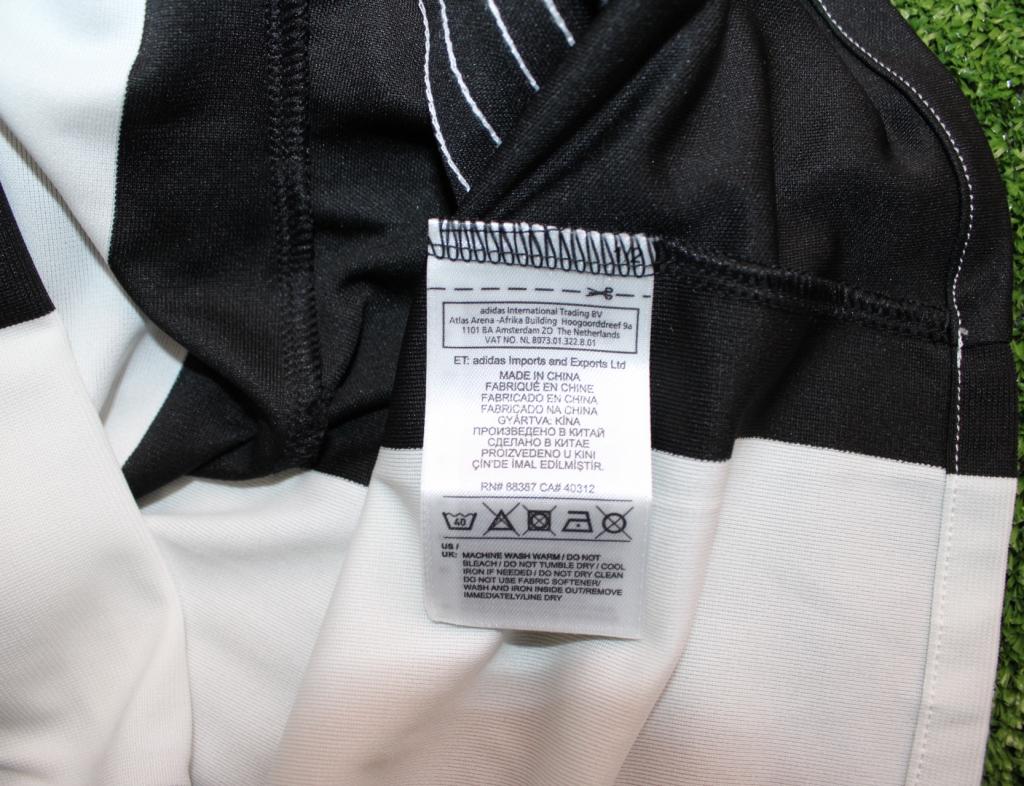 adidas International Trading BV
Atlas Arena -Afrika Building Hoogoorddreef 9a
1101 BA Amsterdam ZO The Netherlands
VAT NO. NL 8973.01.322.8.01
ET: adidas Imports and Exports Ltd
MADE IN CHINA
FABRIQUÉ EN CHINE
FABRICADO EN CHINA
FABRICADO NA CHINA
GYÁRTVA: KÍNA
ПРОИЗВЕДЕНО В КИТАЙ
СДЕЛАНО В КИТАЕ
PROIZVEDENO U KINI
ÇİN'DE İMAL EDİLMİŞTİR.
RN# 88387 CA# 40312
40
US /
UK: MACHINE WASH WARM / DO NOT
BLEACH / DO NOT TUMBLE DRY / COOL
IRON IF NEEDED / DO NOT DRY CLEAN
DO NOT USE FABRIC SOFTENER/
WASH AND IRON INSIDE OUT/REMOVE
IMMEDIATELY/LINE DRY